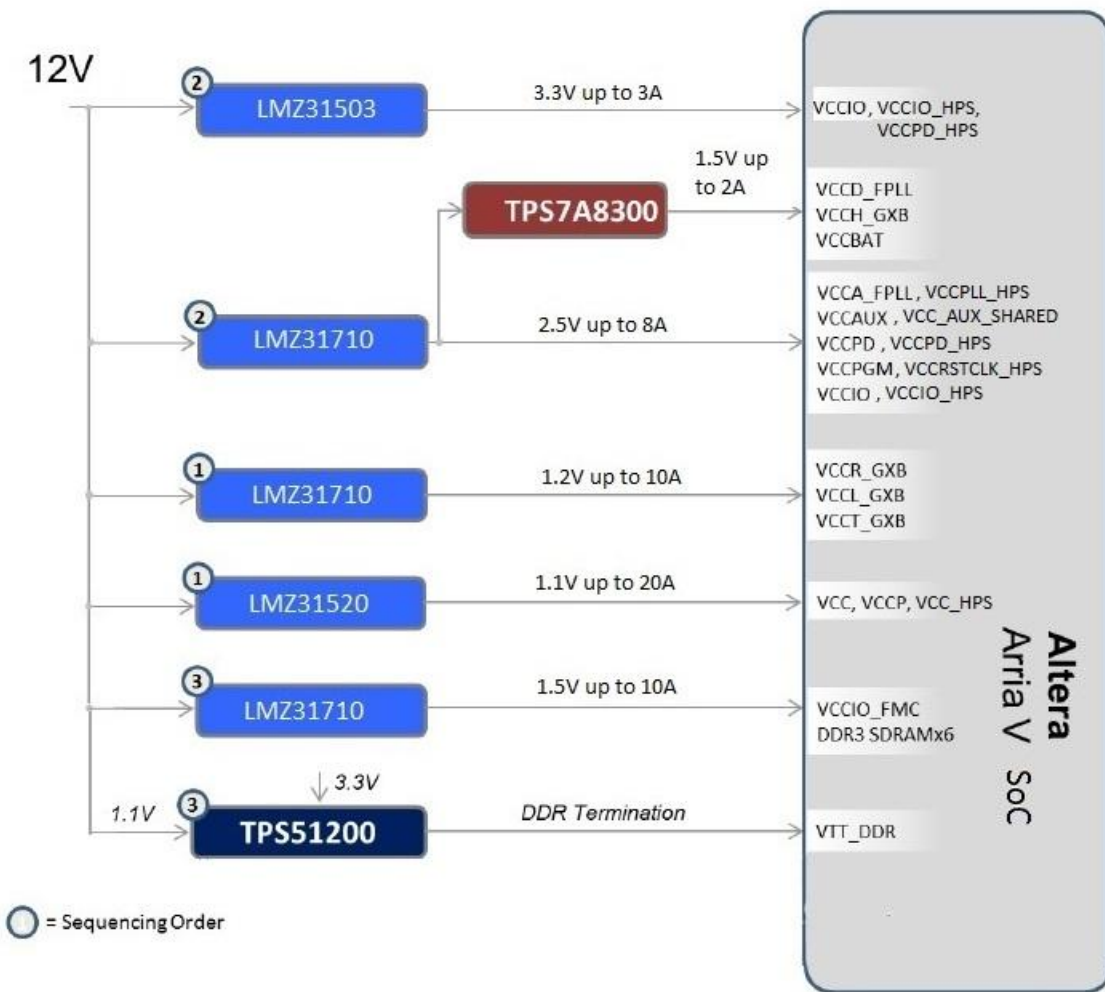 12V
2
LMZ31503
3.3V up to 3A
VCCIO, VCCIO_HPS,
VCCPD_HPS
1.5V up
to 2A
TPS7A8300
VCCD_FPLL
VCCH_GXB
VCCBAT
2
LMZ31710
2.5V up to 8A
VCCA_FPLL , VCCPLL_HPS
VCCAUX , VCC_AUX_SHARED
VCCPD , VCCPD_HPS
VCCPGM, VCCRSTCLK_HPS
VCCIO , VCCIO_HPS
1
LMZ31710
1.2V up to 10A
VCCR_GXB
VCCL_GXB
VCCT_GXB
1
LMZ31520
1.1V up to 20A
VCC, VCCP, VCC_HPS
3
LMZ31710
1.5V up to 10A
VCCIO_FMC
DDR3 SDRAMx6
1.1V
3
3.3V
TPS51200
DDR Termination
VTT_DDR
Altera
Arria V SoC
1 = Sequencing Order